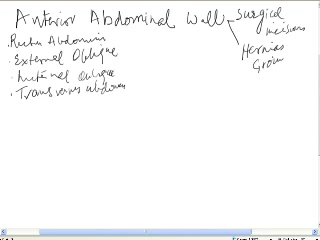 Anterior Abdominal Wall
Surgical
incisions
Hernias
Groin
.Rectus Abdominis
.External Oblique
.Internal oblique
.Transversus abdominis